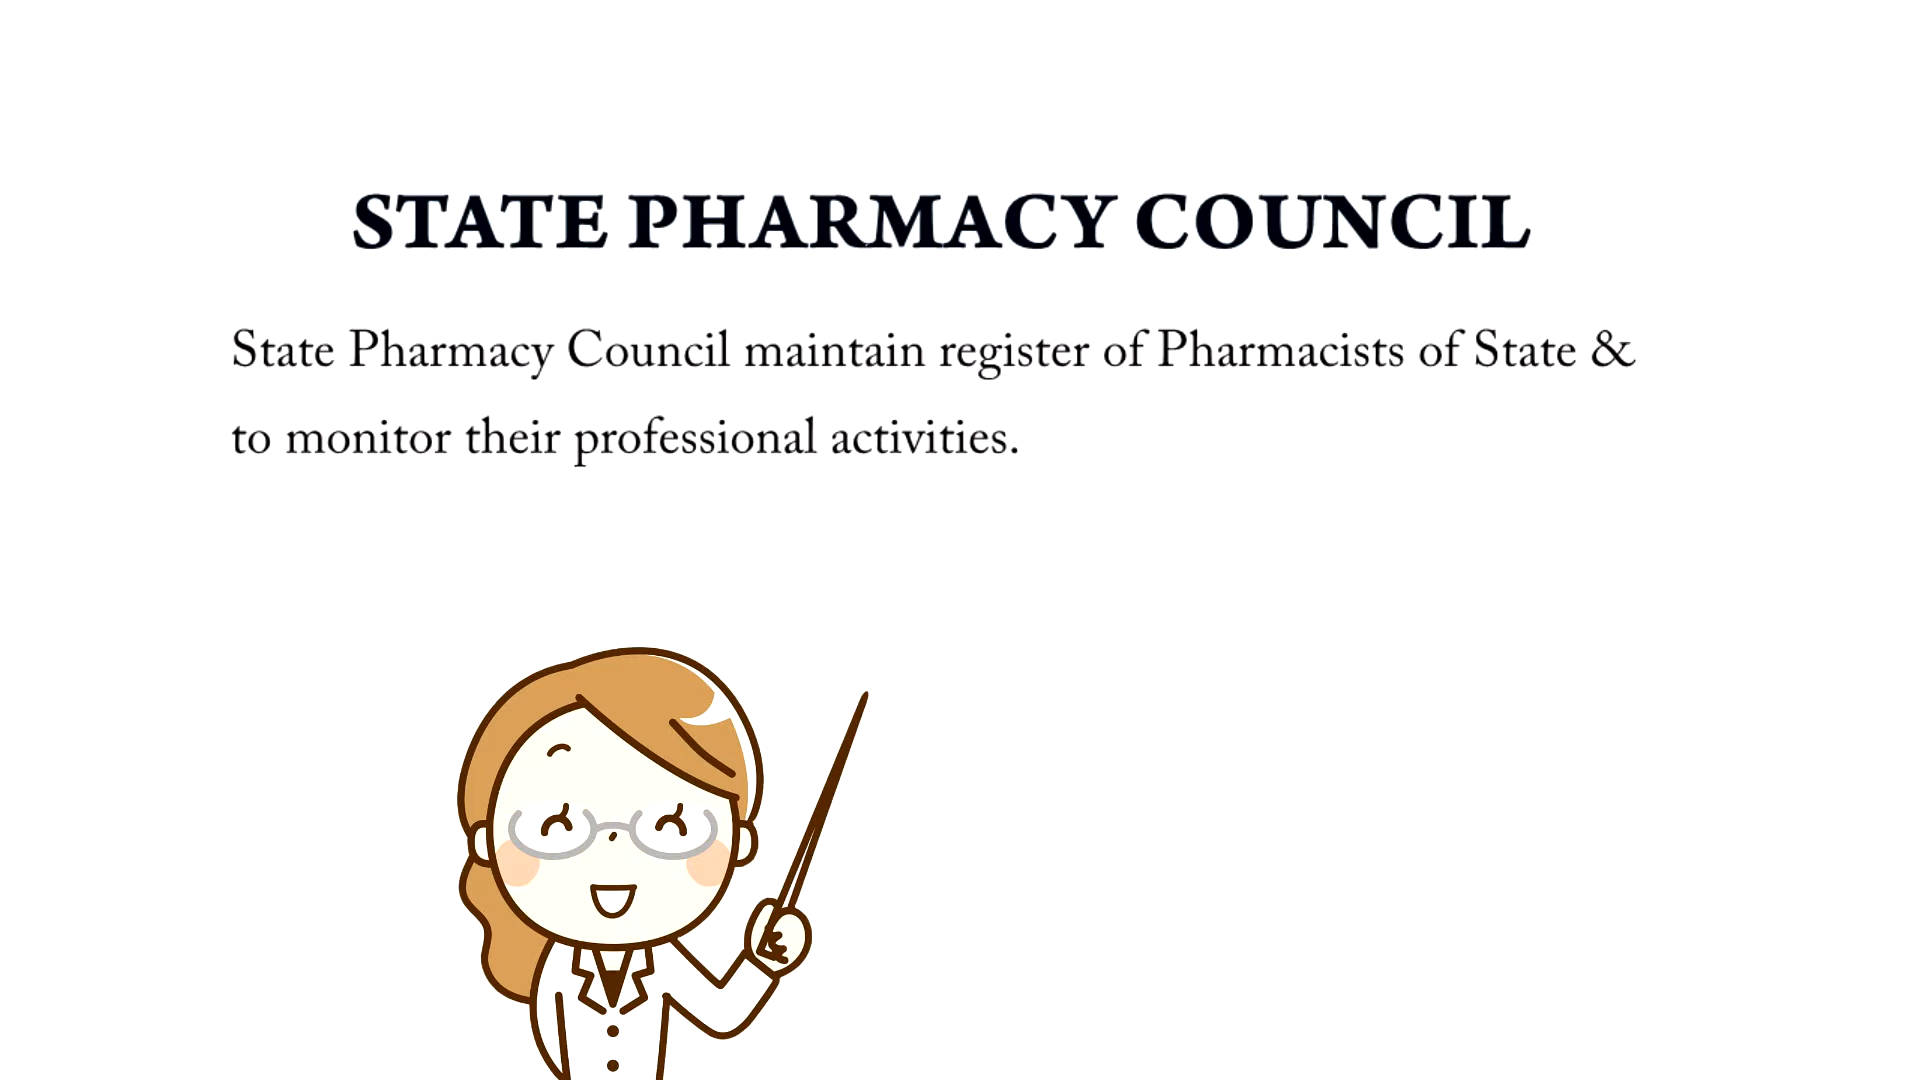 STATE PHARMACY COUNCIL
State Pharmacy Council maintain register of Pharmacists of State &
to monitor their professional activities.